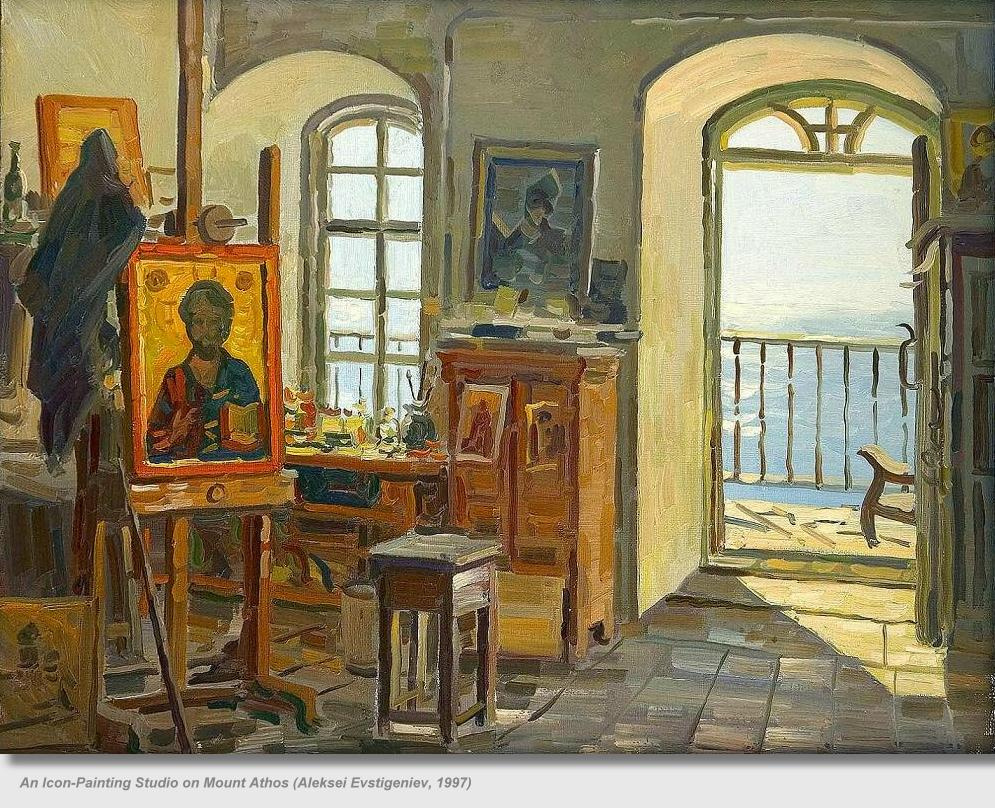 An Icon-Painting Studio on Mount Athos (Aleksei Evstigeniev, 1997)